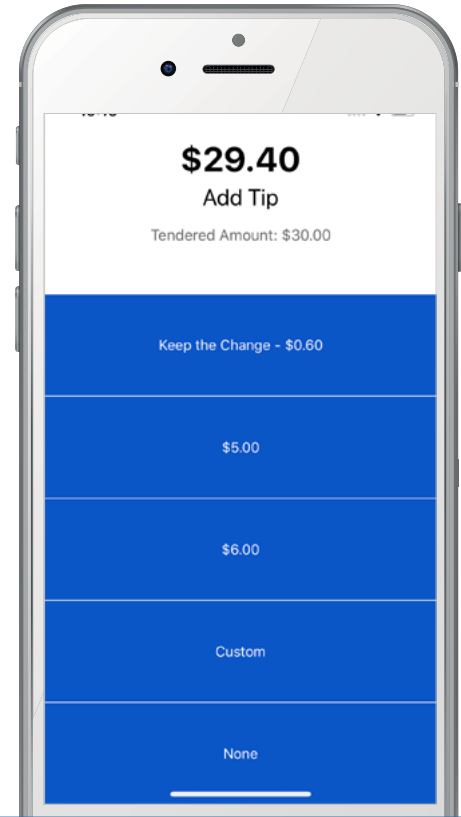 $29.40
Add Tip
Tendered Amount: $30.00
Keep the Change - $0.60
$5.00
$6.00
Custom
None